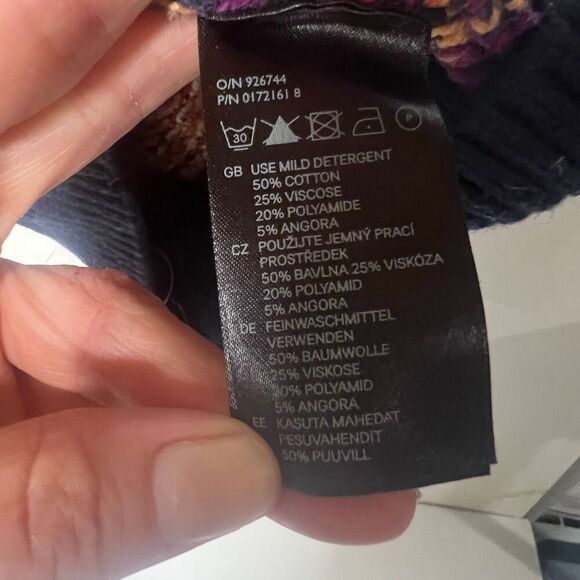 O/N 926744
P/N 0172161 8
30 P
GB USE MILD DETERGENT
50% COTTON
25% VISCOSE
20% POLYAMIDE
5% ANGORA
CZ POUŽIJTE JEMNÝ PRACÍ
PROSTŘEDEK
50% BAVLNA 25% VISKÓZA
20% POLYAMID
5% ANGORA
DE FEINWASCHMITTEL
VERWENDEN
50% BAUMWOLLE
25% VISKOSE
20% POLYAMID
5% ANGORA
EE KASUTA MAHEDAT
PESUVAHENDIT
50% PUUVILL